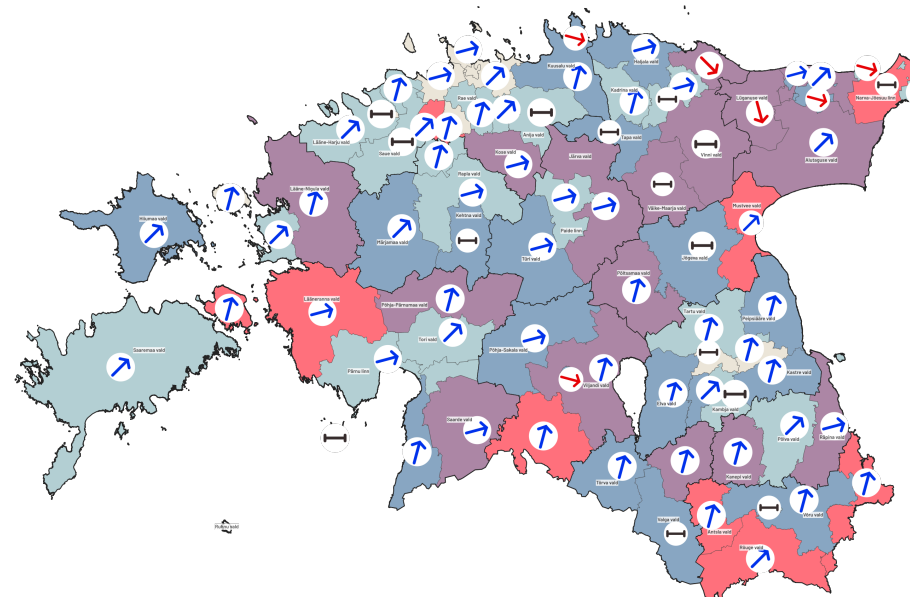 Kuusalu vald
Haljala vald
Rae vald
Kadrina vald
Lüganuse vald
Narva-Jõesuu linn
Lääne-Harju vald
Anija vald
Tapa vald
Saue vald
Kose vald
Järva vald
Vinni vald
Alutaguse vald
Rapla vald
Lääne-Nigula vald
Väike-Maarja vald
Mustvee vald
Hiiumaa vald
Kehtna vald
Märjamaa vald
Paide linn
Türi vald
Jõgeva vald
Põltsamaa vald
Lääneranna vald
Põhja-Pärnumaa vald
Tartu vald
Peipsiääre vald
Tori vald
Saaremaa vald
Põhja-Sakala vald
Pärnu linn
Kastre vald
Viljandi vald
Elva vald
Kambja vald
Saarde vald
Põlva vald
Räpina vald
Kanepi vald
Tõrva vald
Võru vald
Valga vald
Ruhnu vald
Antsla vald
Rõuge vald